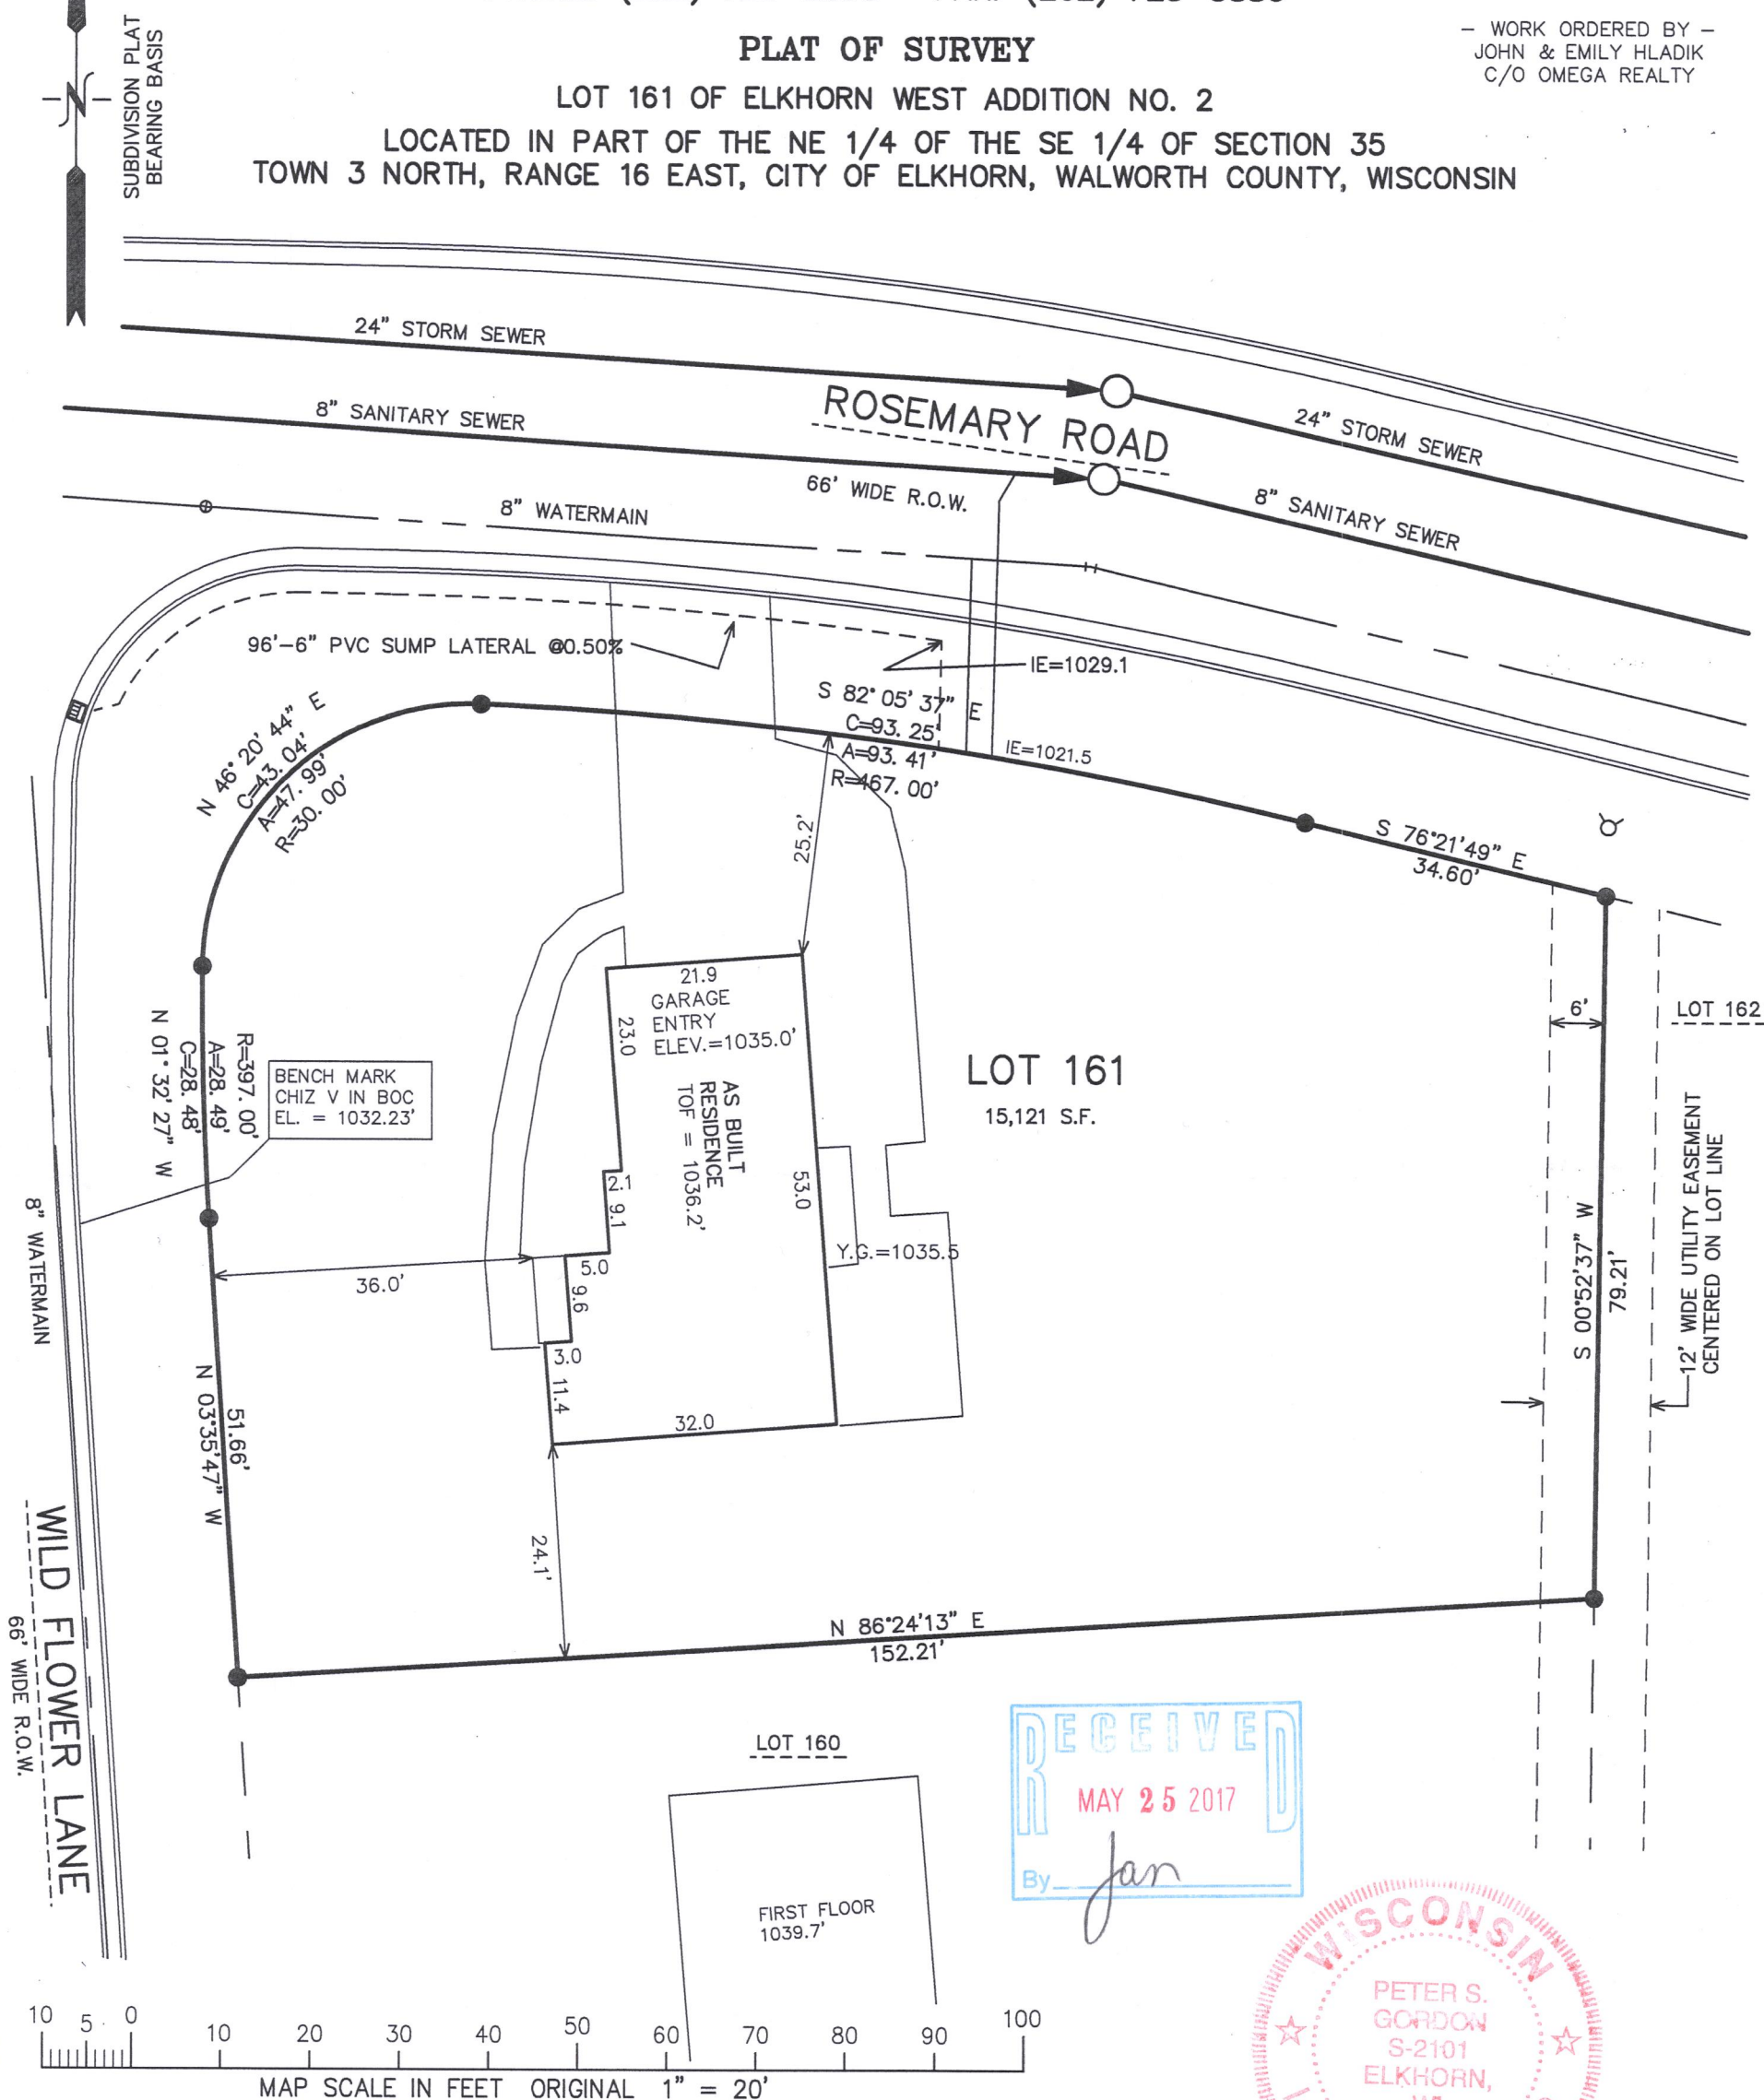 SUBDIVISION PLAT
BEARING BASIS
N
PLAT OF SURVEY
LOT 161 OF ELKHORN WEST ADDITION NO. 2
LOCATED IN PART OF THE NE 1/4 OF THE SE 1/4 OF SECTION 35
TOWN 3 NORTH, RANGE 16 EAST, CITY OF ELKHORN, WALWORTH COUNTY, WISCONSIN
– WORK ORDERED BY –
JOHN & EMILY HLADIK
C/O OMEGA REALTY
24" STORM SEWER
8" SANITARY SEWER
ROSEMARY ROAD
24" STORM SEWER
66' WIDE R.O.W.
8" SANITARY SEWER
8" WATERMAIN
96'–6" PVC SUMP LATERAL @0.50%
IE=1029.1
S 82° 05' 37" E
C=93.25'
A=93.41'
R=467.00'
IE=1021.5
N 46° 20' 44" E
C=43.04'
A=47.99'
R=30.00'
25.2'
S 76°21'49" E
34.60'
21.9
GARAGE
ENTRY
ELEV.=1035.0'
23.0
6'
LOT 162
R=397.00'
A=28.49'
C=28.48'
N 01° 32' 27" W
BENCH MARK
CHIZ V IN BOC
EL. = 1032.23'
AS BUILT
RESIDENCE
TOF = 1036.2'
LOT 161
15,121 S.F.
2.1
9.1
53.0
Y.G.=1035.5
S 00°52'37" W
79.21'
12' WIDE UTILITY EASEMENT
CENTERED ON LOT LINE
8" WATERMAIN
36.0'
5.0
9.6
3.0
11.4
32.0
51.66'
N 03°35'47" W
24.1'
N 86°24'13" E
152.21'
WILD FLOWER LANE
66' WIDE R.O.W.
LOT 160
RECEIVED
MAY 25 2017
By Jan
FIRST FLOOR
1039.7'
WISCONSIN
PETER S.
GORDON
S-2101
ELKHORN,
10 5 0 10 20 30 40 50 60 70 80 90 100
MAP SCALE IN FEET ORIGINAL 1" = 20'